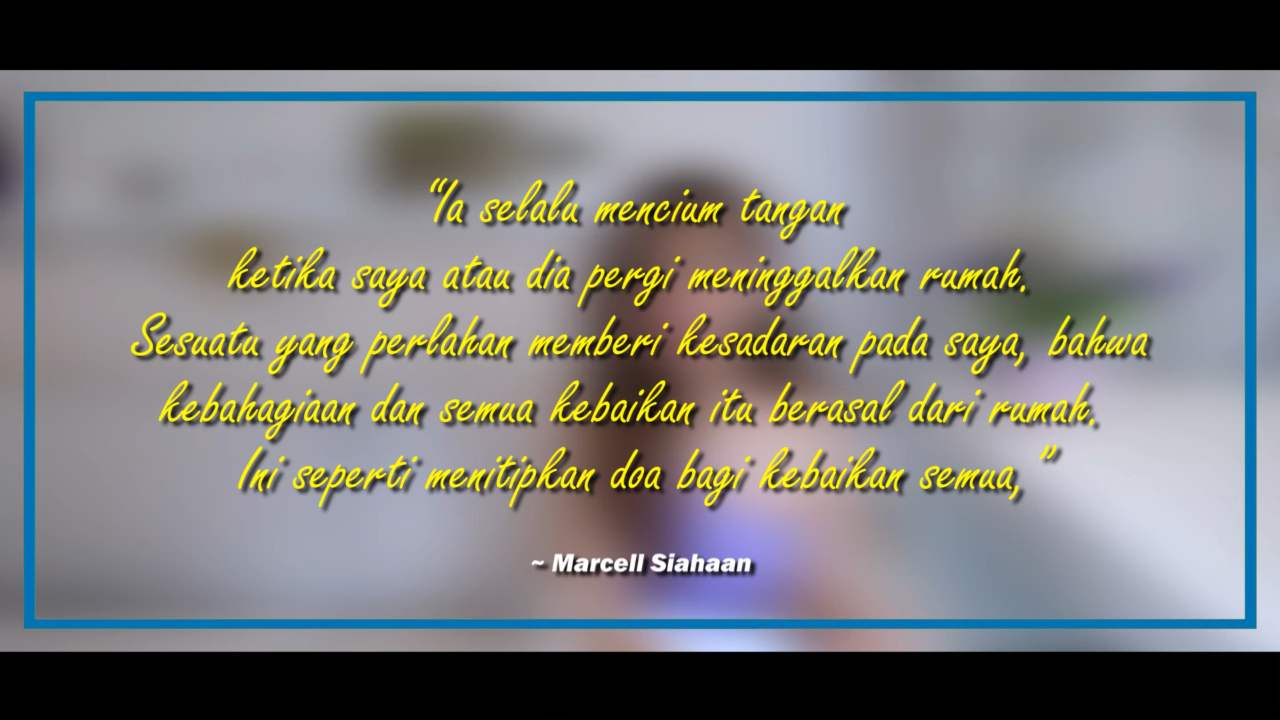 “Ia selalu mencium tangan
ketika saya atau dia pergi meninggalkan rumah.
Sesuatu yang perlahan memberi kesadaran pada saya, bahwa
kebahagiaan dan semua kebaikan itu berasal dari rumah.
Ini seperti menitipkan doa bagi kebaikan semua,”
~ Marcell Siahaan